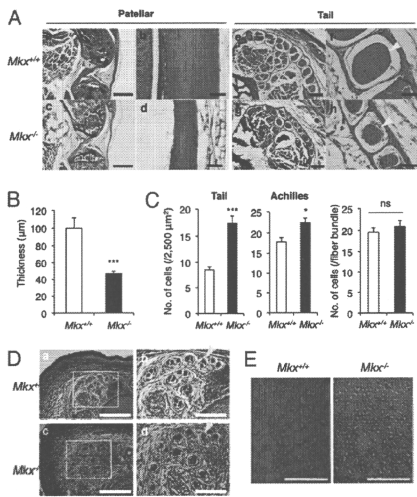 A
Patellar
Tail
Mkx+/+
Mkx-/-
c
d
B
Thickness (µm)
120
100
80
60
40
20
0
***
Mkx+/+ Mkx-/-
C
Tail
Achilles
No. of cells (/2,500 µm²)
20
15
10
5
0
***
Mkx+/+ Mkx-/-
25
20
15
10
5
0
*
Mkx+/+ Mkx-/-
No. of cells (/fiber bundle)
25
20
15
10
5
0
ns
Mkx+/+ Mkx-/-
D
a
c
d
E
Mkx+/+
Mkx-/-